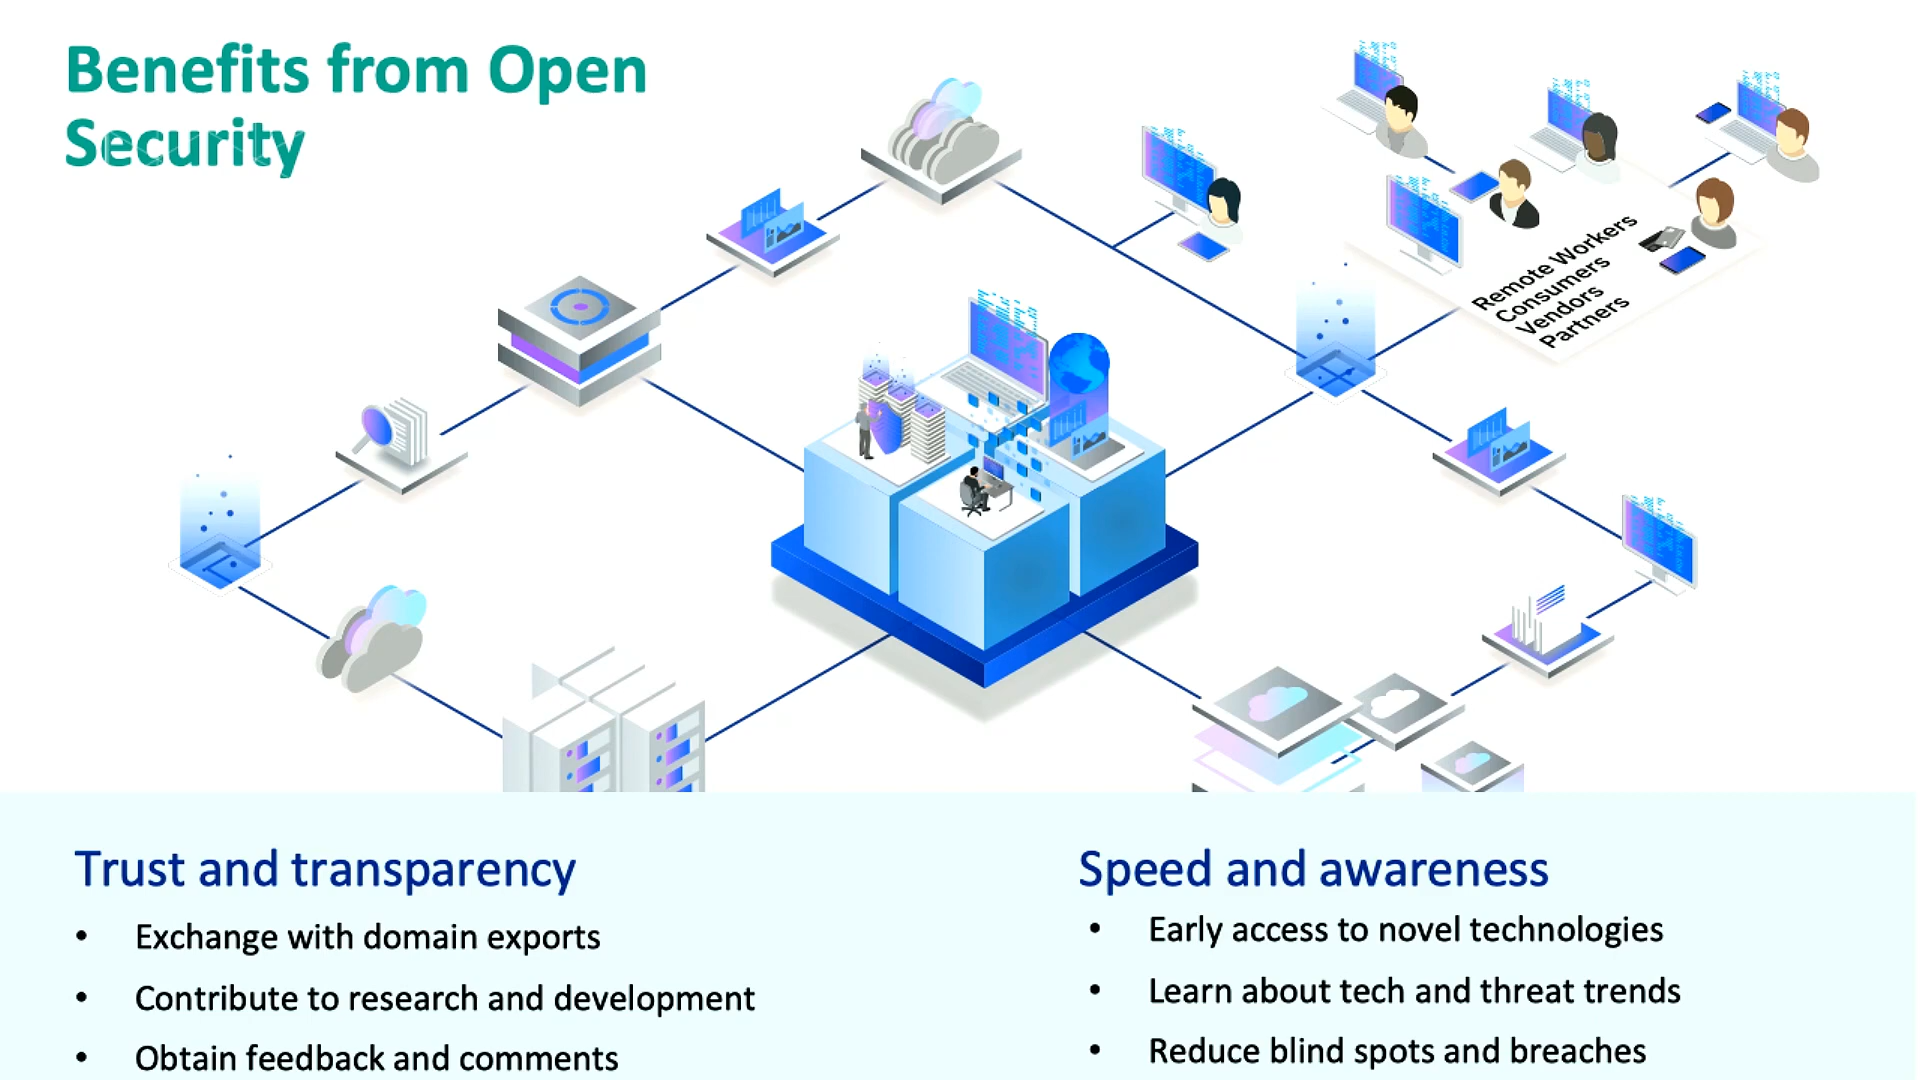 Benefits from Open
Security
Remote Workers
Consumers
Vendors
Partners
Trust and transparency
• Exchange with domain exports
• Contribute to research and development
• Obtain feedback and comments
Speed and awareness
• Early access to novel technologies
• Learn about tech and threat trends
• Reduce blind spots and breaches